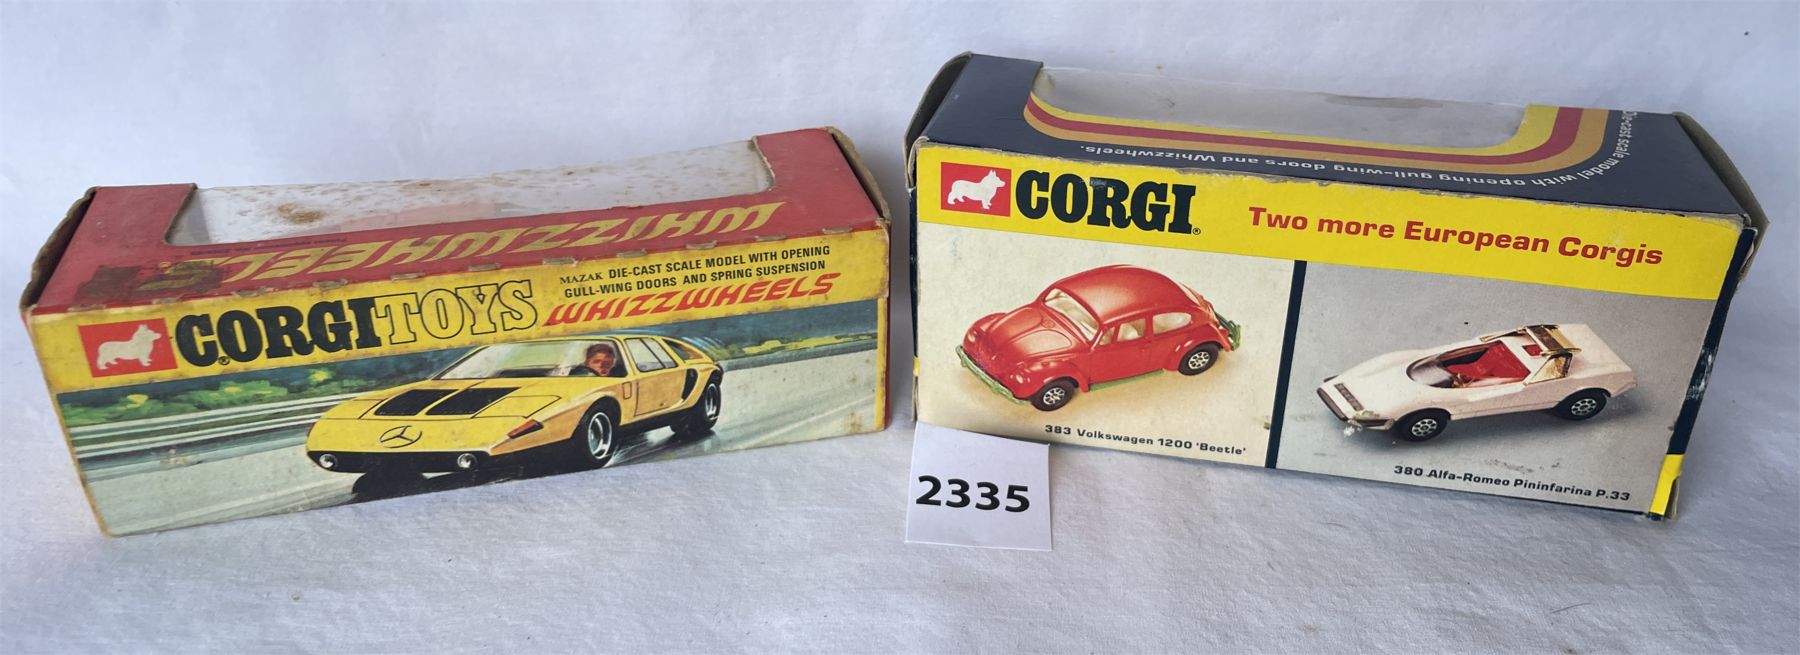 WHIZZWHEELS
CORGI TOYS
MAZAK DIE-CAST SCALE MODEL WITH OPENING
GULL-WING DOORS AND SPRING SUSPENSION
WHIZZWHEELS
Die-cast scale model with opening gull-wing doors and Whizzwheels.
CORGI®
Two more European Corgis
383 Volkswagen 1200 'Beetle'
380 Alfa-Romeo Pininfarina P.33
2335